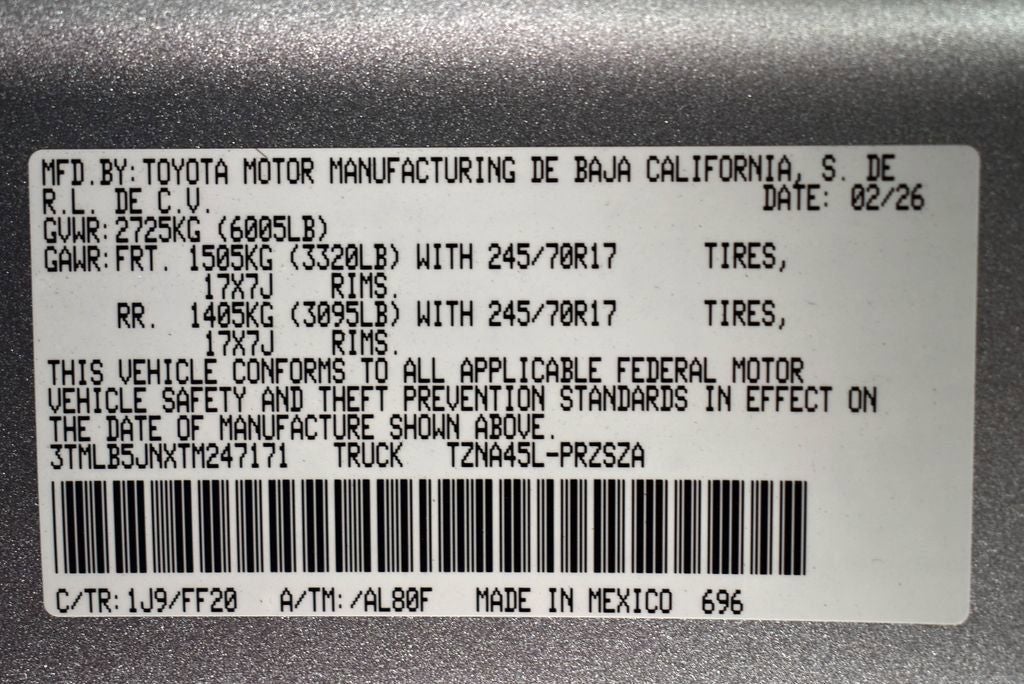 MFD.BY: TOYOTA MOTOR MANUFACTURING DE BAJA CALIFORNIA, S. DE
R.L. DE C.V. DATE: 02/26
GVWR: 2725KG (6005LB)
GAWR: FRT. 1505KG (3320LB) WITH 245/70R17 TIRES,
17X7J RIMS.
RR. 1405KG (3095LB) WITH 245/70R17 TIRES,
17X7J RIMS.
THIS VEHICLE CONFORMS TO ALL APPLICABLE FEDERAL MOTOR
VEHICLE SAFETY AND THEFT PREVENTION STANDARDS IN EFFECT ON
THE DATE OF MANUFACTURE SHOWN ABOVE.
3TMLB5JNXTM247171 TRUCK TZNA45L-PRZSZA
C/TR: 1J9/FF20 A/TM: /AL80F MADE IN MEXICO 696